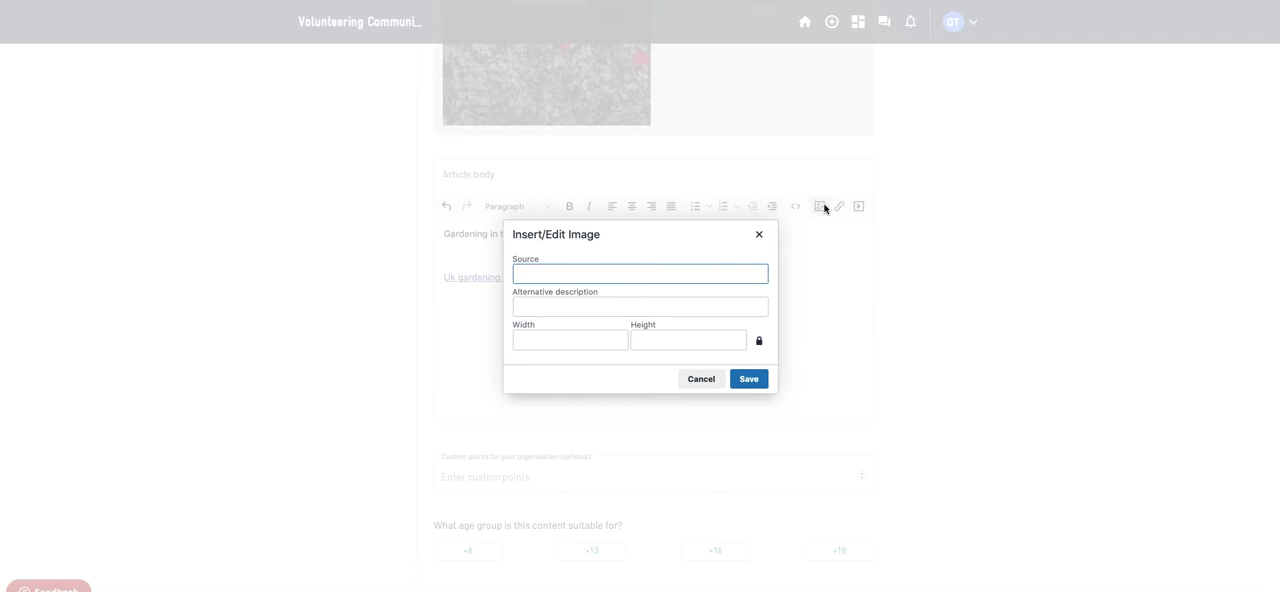 Volunteering Communi...
OT
Article body
Paragraph
B I
Gardening in t
Uk gardening
Insert/Edit Image
Source
Alternative description
Width
Height
Cancel
Save
Custom points for your organisation (optional)
Enter custom points
What age group is this content suitable for?
+8
+13
+16
+18
Feedback